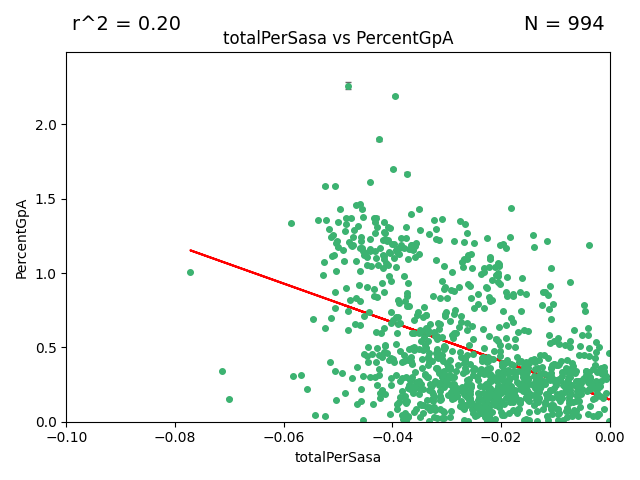 r^2 = 0.20
N = 994
totalPerSasa vs PercentGpA
PercentGpA
2.0
1.5
1.0
0.5
0.0
−0.10
−0.08
−0.06
−0.04
−0.02
0.00
totalPerSasa